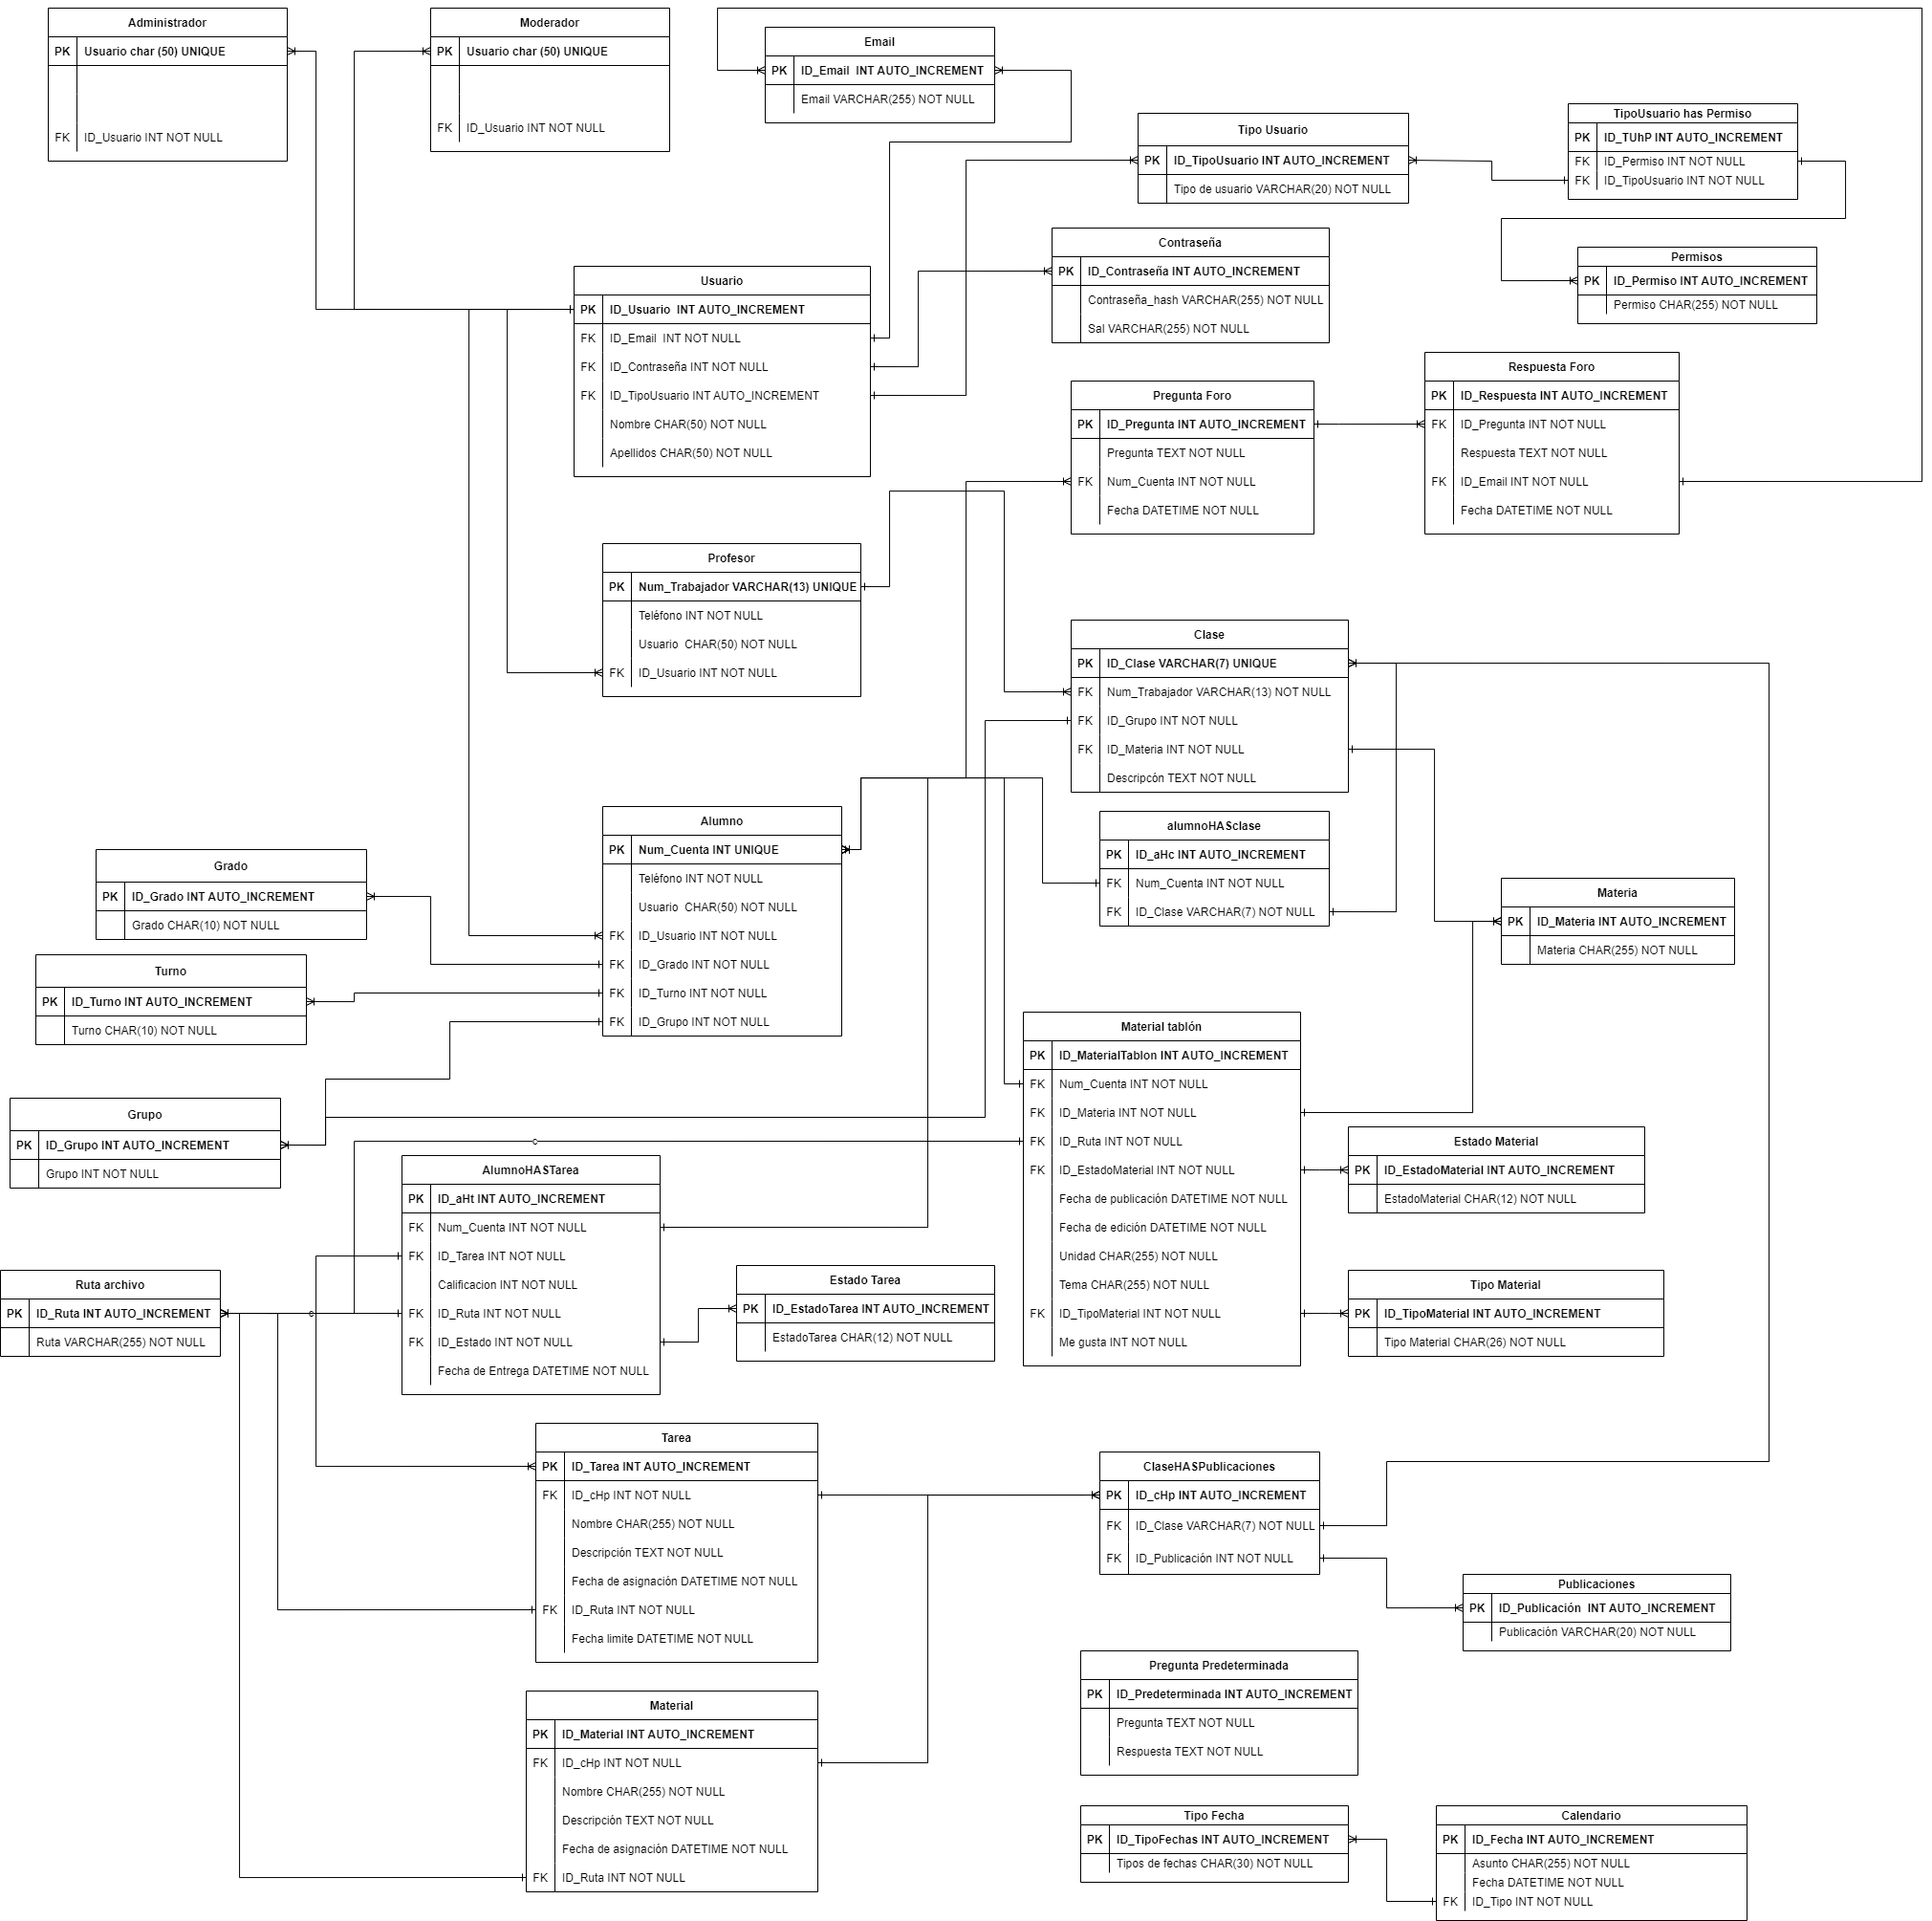 Administrador
PK Usuario char (50) UNIQUE
FK ID_Usuario INT NOT NULL
Moderador
PK Usuario char (50) UNIQUE
FK ID_Usuario INT NOT NULL
Email
PK ID_Email INT AUTO_INCREMENT
Email VARCHAR(255) NOT NULL
Tipo Usuario
PK ID_TipoUsuario INT AUTO_INCREMENT
Tipo de usuario VARCHAR(20) NOT NULL
TipoUsuario has Permiso
PK ID_TUhP INT AUTO_INCREMENT
FK ID_Permiso INT NOT NULL
FK ID_TipoUsuario INT NOT NULL
Contraseña
PK ID_Contraseña INT AUTO_INCREMENT
Contraseña_hash VARCHAR(255) NOT NULL
Sal VARCHAR(255) NOT NULL
Permisos
PK ID_Permiso INT AUTO_INCREMENT
Permiso CHAR(255) NOT NULL
Usuario
PK ID_Usuario INT AUTO_INCREMENT
FK ID_Email INT NOT NULL
FK ID_Contraseña INT NOT NULL
FK ID_TipoUsuario INT AUTO_INCREMENT
Nombre CHAR(50) NOT NULL
Apellidos CHAR(50) NOT NULL
Pregunta Foro
PK ID_Pregunta INT AUTO_INCREMENT
Pregunta TEXT NOT NULL
FK Num_Cuenta INT NOT NULL
Fecha DATETIME NOT NULL
Respuesta Foro
PK ID_Respuesta INT AUTO_INCREMENT
FK ID_Pregunta INT NOT NULL
Respuesta TEXT NOT NULL
FK ID_Email INT NOT NULL
Fecha DATETIME NOT NULL
Profesor
PK Num_Trabajador VARCHAR(13) UNIQUE
Teléfono INT NOT NULL
Usuario CHAR(50) NOT NULL
FK ID_Usuario INT NOT NULL
Clase
PK ID_Clase VARCHAR(7) UNIQUE
FK Num_Trabajador VARCHAR(13) NOT NULL
FK ID_Grupo INT NOT NULL
FK ID_Materia INT NOT NULL
Descripcón TEXT NOT NULL
Alumno
PK Num_Cuenta INT UNIQUE
Teléfono INT NOT NULL
Usuario CHAR(50) NOT NULL
FK ID_Usuario INT NOT NULL
FK ID_Grado INT NOT NULL
FK ID_Turno INT NOT NULL
FK ID_Grupo INT NOT NULL
alumnoHASclase
PK ID_aHc INT AUTO_INCREMENT
FK Num_Cuenta INT NOT NULL
FK ID_Clase VARCHAR(7) NOT NULL
Grado
PK ID_Grado INT AUTO_INCREMENT
Grado CHAR(10) NOT NULL
Materia
PK ID_Materia INT AUTO_INCREMENT
Materia CHAR(255) NOT NULL
Turno
PK ID_Turno INT AUTO_INCREMENT
Turno CHAR(10) NOT NULL
Material tablón
PK ID_MaterialTablon INT AUTO_INCREMENT
FK Num_Cuenta INT NOT NULL
FK ID_Materia INT NOT NULL
FK ID_Ruta INT NOT NULL
FK ID_EstadoMaterial INT NOT NULL
Fecha de publicación DATETIME NOT NULL
Fecha de edición DATETIME NOT NULL
Unidad CHAR(255) NOT NULL
Tema CHAR(255) NOT NULL
FK ID_TipoMaterial INT NOT NULL
Me gusta INT NOT NULL
Grupo
PK ID_Grupo INT AUTO_INCREMENT
Grupo INT NOT NULL
c
Estado Material
PK ID_EstadoMaterial INT AUTO_INCREMENT
EstadoMaterial CHAR(12) NOT NULL
AlumnoHASTarea
PK ID_aHt INT AUTO_INCREMENT
FK Num_Cuenta INT NOT NULL
FK ID_Tarea INT NOT NULL
Calificacion INT NOT NULL
FK ID_Ruta INT NOT NULL
FK ID_Estado INT NOT NULL
Fecha de Entrega DATETIME NOT NULL
Ruta archivo
PK ID_Ruta INT AUTO_INCREMENT
Ruta VARCHAR(255) NOT NULL
c
Estado Tarea
PK ID_EstadoTarea INT AUTO_INCREMENT
EstadoTarea CHAR(12) NOT NULL
Tipo Material
PK ID_TipoMaterial INT AUTO_INCREMENT
Tipo Material CHAR(26) NOT NULL
Tarea
PK ID_Tarea INT AUTO_INCREMENT
FK ID_cHp INT NOT NULL
Nombre CHAR(255) NOT NULL
Descripción TEXT NOT NULL
Fecha de asignación DATETIME NOT NULL
FK ID_Ruta INT NOT NULL
Fecha limite DATETIME NOT NULL
ClaseHASPublicaciones
PK ID_cHp INT AUTO_INCREMENT
FK ID_Clase VARCHAR(7) NOT NULL
FK ID_Publicación INT NOT NULL
Publicaciones
PK ID_Publicación INT AUTO_INCREMENT
Publicación VARCHAR(20) NOT NULL
Pregunta Predeterminada
PK ID_Predeterminada INT AUTO_INCREMENT
Pregunta TEXT NOT NULL
Respuesta TEXT NOT NULL
Material
PK ID_Material INT AUTO_INCREMENT
FK ID_cHp INT NOT NULL
Nombre CHAR(255) NOT NULL
Descripción TEXT NOT NULL
Fecha de asignación DATETIME NOT NULL
FK ID_Ruta INT NOT NULL
Tipo Fecha
PK ID_TipoFechas INT AUTO_INCREMENT
Tipos de fechas CHAR(30) NOT NULL
Calendario
PK ID_Fecha INT AUTO_INCREMENT
Asunto CHAR(255) NOT NULL
Fecha DATETIME NOT NULL
FK ID_Tipo INT NOT NULL